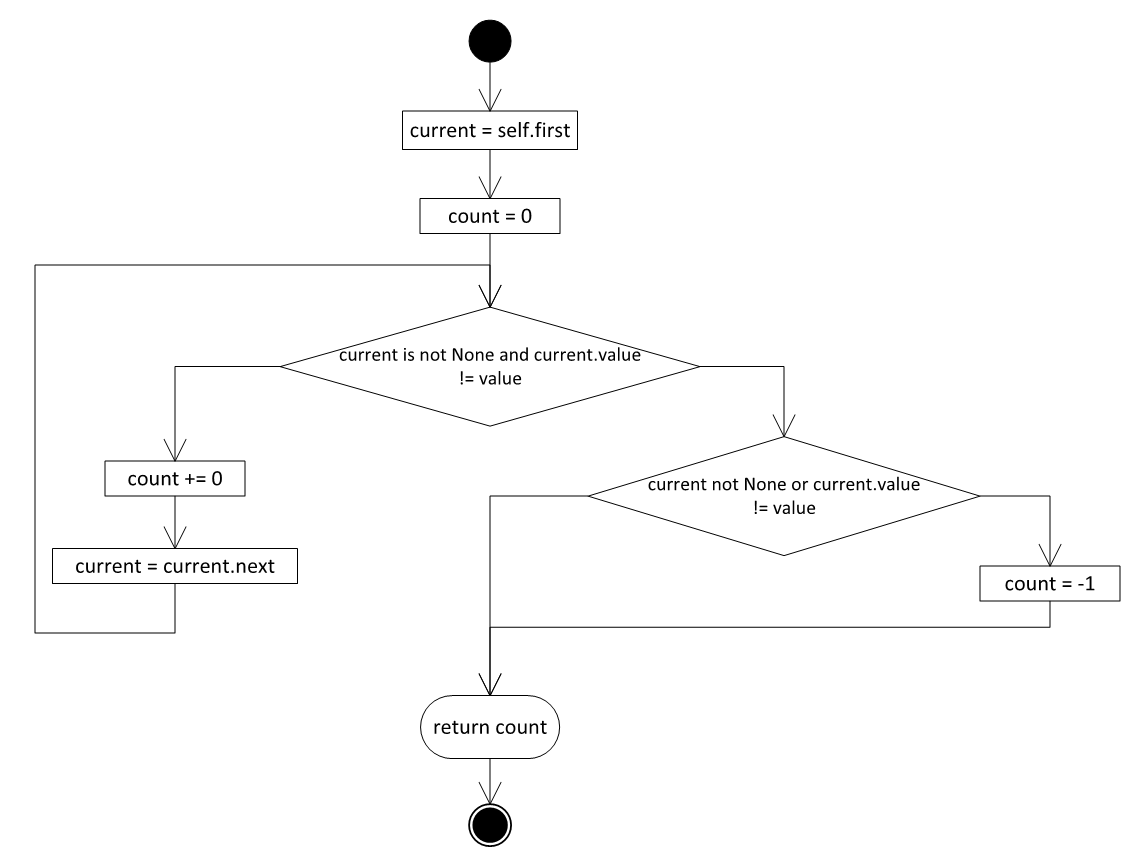 current = self.first
count = 0
current is not None and current.value
!= value
count += 0
current = current.next
current not None or current.value
!= value
count = -1
return count